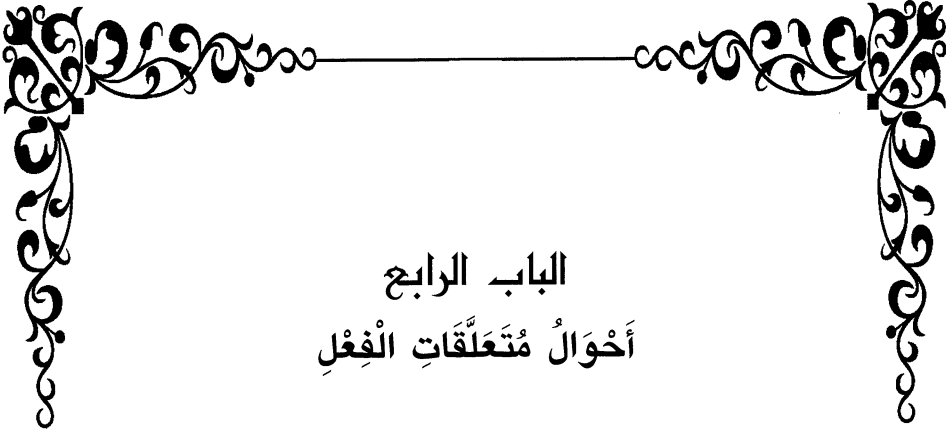 الباب الرابع
أَحْوَالُ مُتَعَلَّقَاتِ الْفِعْلِ